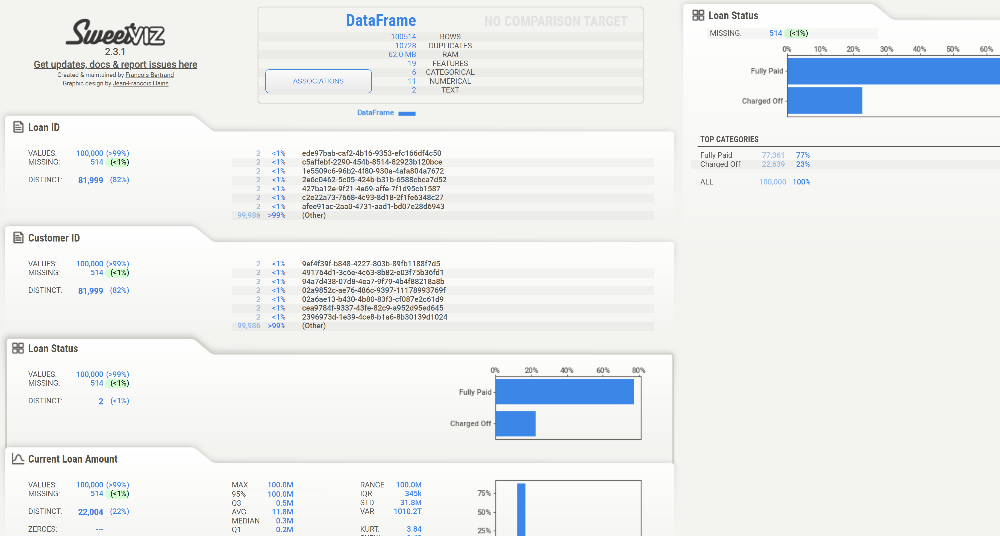 SweetVIZ
2.3.1
Get updates, docs & report issues here
Created & maintained by Francois Bertrand
Graphic design by Jean-Francois Hains
DataFrame NO COMPARISON TARGET
100514 ROWS
10728 DUPLICATES
62.0 MB RAM
19 FEATURES
6 CATEGORICAL
11 NUMERICAL
2 TEXT
ASSOCIATIONS
DataFrame
Loan ID
VALUES: 100,000 (>99%)
MISSING: 514 (<1%)
DISTINCT: 81,999 (82%)
2 <1% ede97bab-caf2-4b16-9353-efc166df4c50
2 <1% c5affebf-2290-454b-8514-82923b120bce
2 <1% 1e5509c6-96b2-4f80-930a-4afa804a7672
2 <1% 2e6c0462-5c05-424b-b31b-6588cbca7d52
2 <1% 427ba12e-9f21-4e69-affe-7f1d95cb1587
2 <1% c2e22a73-7668-4c93-8d18-2f1fe6348c27
2 <1% afee91ac-2aa0-4731-aad1-bd07e28d6943
99,986 >99% (Other)
Customer ID
VALUES: 100,000 (>99%)
MISSING: 514 (<1%)
DISTINCT: 81,999 (82%)
2 <1% 9ef4f39f-b848-4227-803b-89fb1188f7d5
2 <1% 491764d1-3c6e-4c63-8b82-e03f75b36fd1
2 <1% 94a7d438-07d8-4ea7-9f79-4b4f88218a8b
2 <1% 02a9852c-ae76-486c-9397-11178993769f
2 <1% 02a6ae13-b430-4b80-83f3-cf087e2c61d9
2 <1% cea9784f-9337-43fe-82c9-a952d95ed645
2 <1% 2396973d-1e39-4ce8-b1a6-8b30139d1024
99,986 >99% (Other)
Loan Status
VALUES: 100,000 (>99%)
MISSING: 514 (<1%)
DISTINCT: 2 (<1%)
0% 20% 40% 60% 80%
Fully Paid
Charged Off
Current Loan Amount
VALUES: 100,000 (>99%)
MISSING: 514 (<1%)
DISTINCT: 22,004 (22%)
ZEROES: ---
MAX 100.0M
95% 100.0M
Q3 0.5M
AVG 11.8M
MEDIAN 0.3M
Q1 0.2M
RANGE 100.0M
IQR 345k
STD 31.8M
VAR 1010.2T
KURT. 3.84
75%
50%
25%
Loan Status
MISSING: 514 (<1%)
0% 10% 20% 30% 40% 50% 60%
Fully Paid
Charged Off
TOP CATEGORIES
Fully Paid 77,361 77%
Charged Off 22,639 23%
ALL 100,000 100%